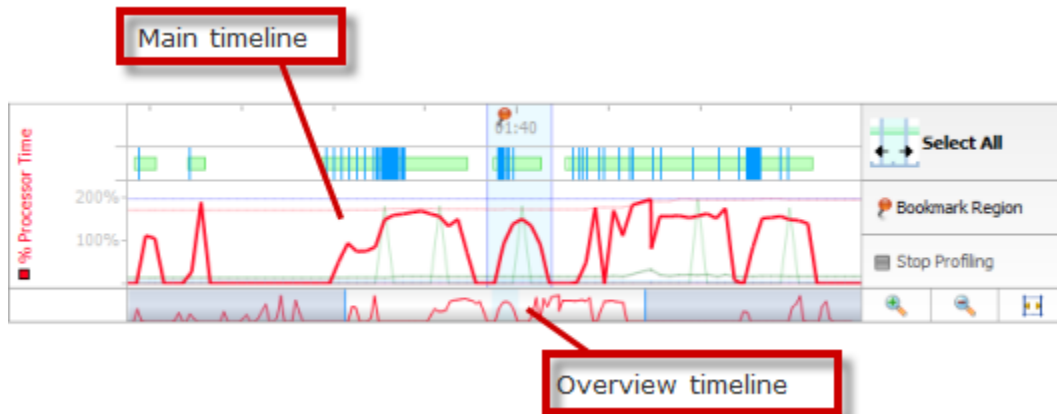 Main timeline
01:40
Select All
% Processor Time
200%
100%
Bookmark Region
Stop Profiling
Overview timeline